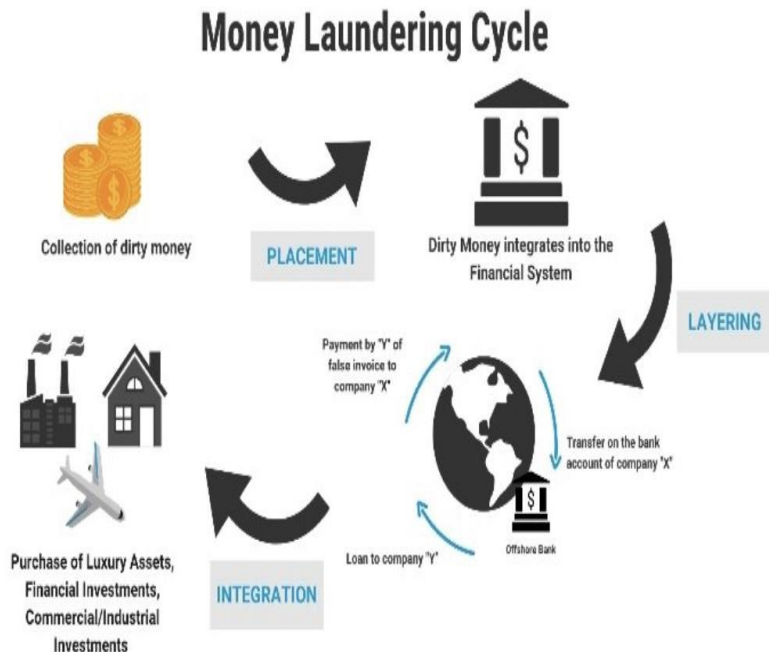 Money Laundering Cycle
Collection of dirty money
PLACEMENT
Dirty Money integrates into the
Financial System
LAYERING
Payment by "Y" of
false invoice to
company "X"
Transfer on the bank
account of company "X"
Offshore Bank
Loan to company "Y"
INTEGRATION
Purchase of Luxury Assets,
Financial Investments,
Commercial/Industrial
Investments